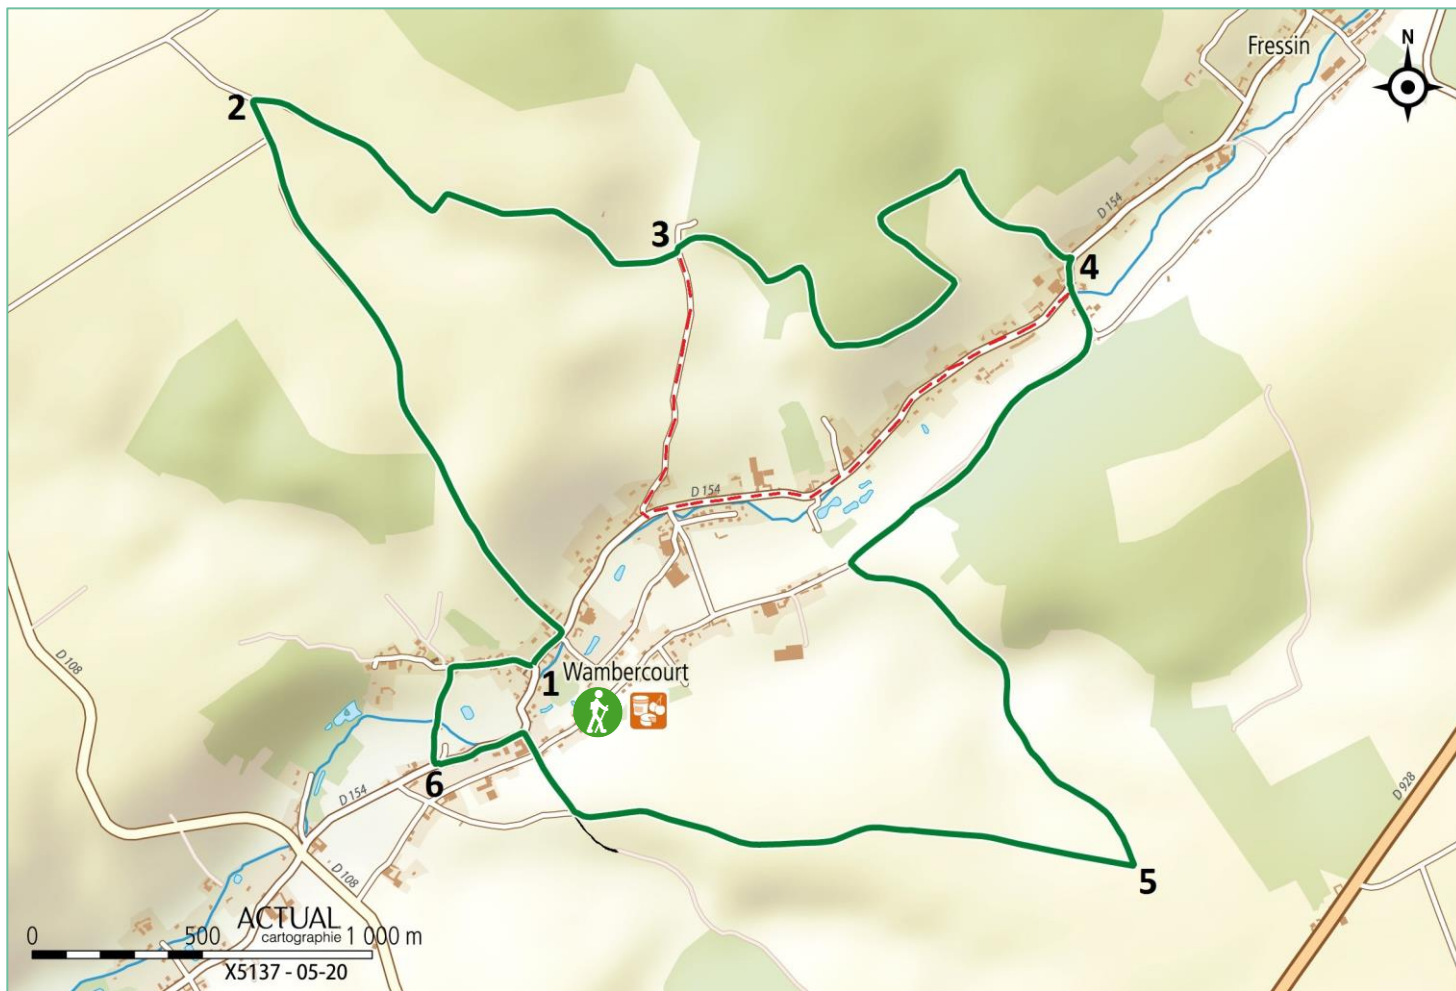 Fressin
N
2
D 154
3
4
D 154
1
Wambercourt
D 108
6
D 154
D 928
5
D 108
ACTUAL
cartographie
0 500 1 000 m
X5137 - 05-20